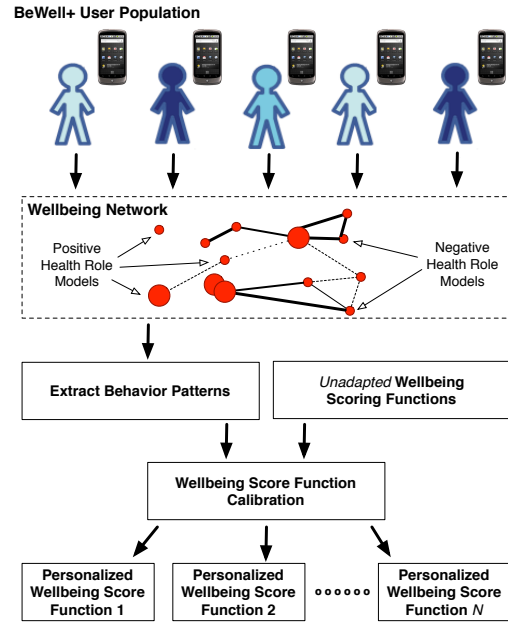 BeWell+ User Population
Wellbeing Network
Positive
Health Role
Models
Negative
Health Role
Models
Extract Behavior Patterns
Unadapted Wellbeing
Scoring Functions
Wellbeing Score Function
Calibration
Personalized
Wellbeing Score
Function 1
Personalized
Wellbeing Score
Function 2
Personalized
Wellbeing Score
Function N